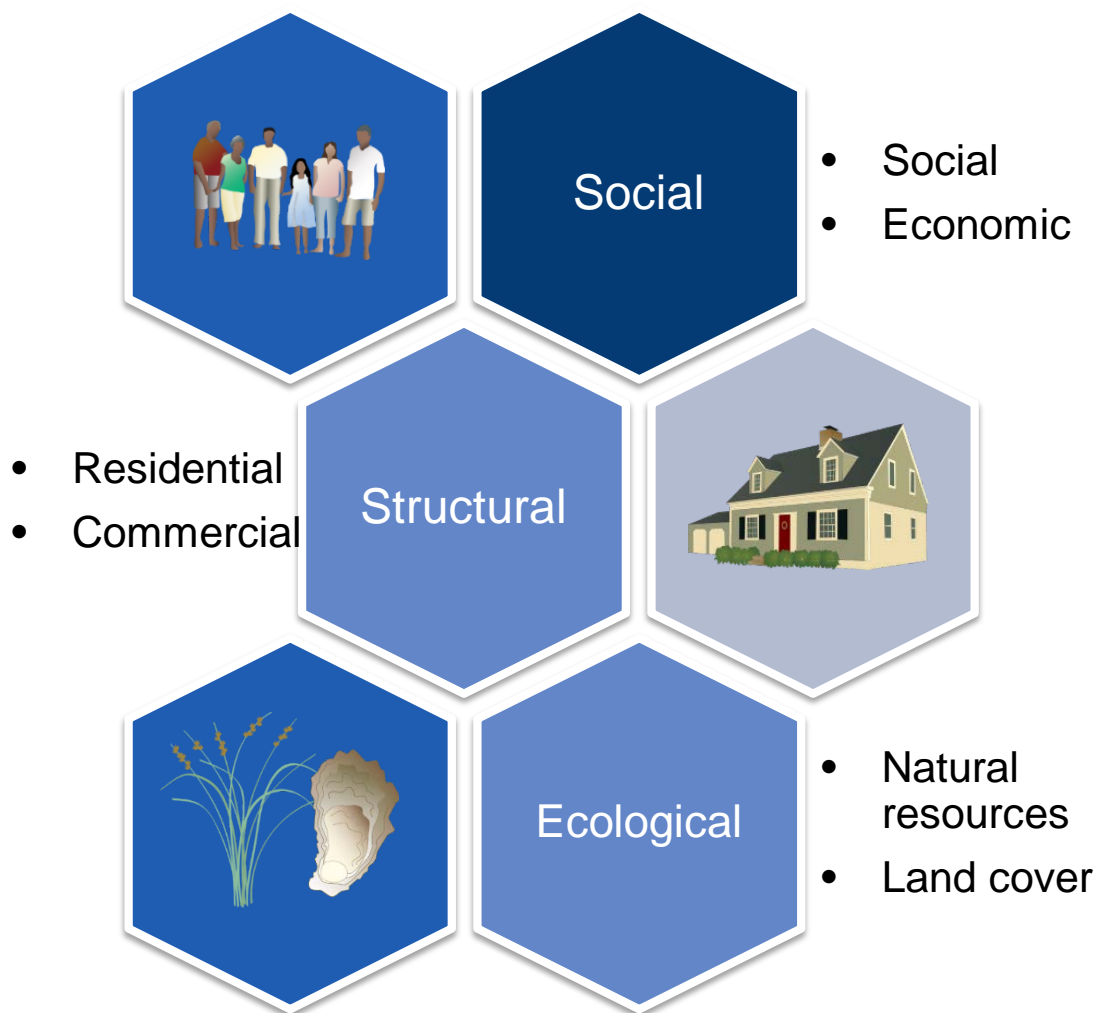 Social
• Social
• Economic
• Residential
• Commercial
Structural
Ecological
• Natural
resources
• Land cover